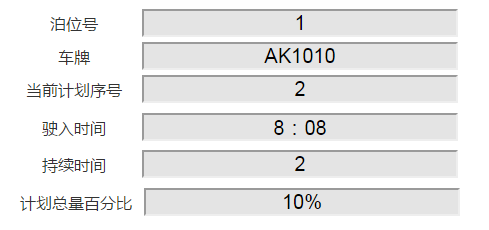 泊位号 1
车牌 AK1010
当前计划序号 2
驶入时间 8：08
持续时间 2
计划总量百分比 10%